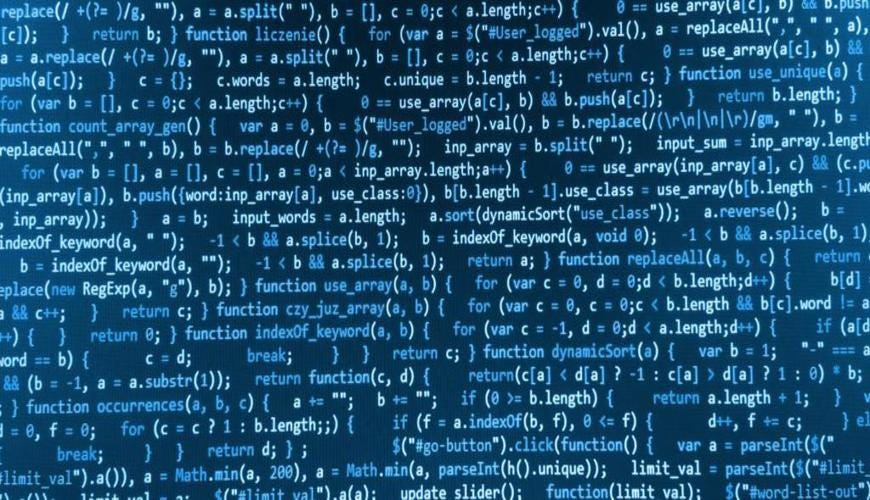 replace(/ +(?= )/g, ""), a = a.split(" "), b = [], c = 0;c < a.length;c++) {     0 == use_array(a[c], b) && b.push
[c]);   }   return b; } function liczenie() {   for (var a = $("#User_logged").val(), a = replaceAll(",", " ", a),
a = a.replace(/ +(?= )/g, ""), a = a.split(" "), b = [], c = 0;c < a.length;c++) {     0 == use_array(a[c], b) &&
push(a[c]);   }   c = {};   c.words = a.length;   c.unique = b.length - 1;   return c; } function use_unique(a) {
for (var b = [], c = 0;c < a.length;c++) {     0 == use_array(a[c], b) && b.push(a[c]);   }   return b.length; }
function count_array_gen() {   var a = 0, b = $("#User_logged").val(), b = b.replace(/(\r\n|\n|\r)/gm, " "), b =
replaceAll(",", " ", b), b = b.replace(/ +(?= )/g, "");   inp_array = b.split(" ");   input_sum = inp_array.length
for (var b = [], a = [], c = [], a = 0;a < inp_array.length;a++) {     0 == use_array(inp_array[a], c) && (c.pu
(inp_array[a]), b.push({word:inp_array[a], use_class:0}), b[b.length - 1].use_class = use_array(b[b.length - 1].wo
, inp_array));   }   a = b;   input_words = a.length;   a.sort(dynamicSort("use_class"));   a.reverse();   b =
indexOf_keyword(a, " ");   -1 < b && a.splice(b, 1);   b = indexOf_keyword(a, void 0);   -1 < b && a.splice(b, 1)
b = indexOf_keyword(a, "");   -1 < b && a.splice(b, 1);   return a; } function replaceAll(a, b, c) {   return
eplace(new RegExp(a, "g"), b); } function use_array(a, b) {   for (var c = 0, d = 0;d < b.length;d++) {     b[d]
a && c++;   }   return c; } function czy_juz_array(a, b) {   for (var c = 0, c = 0;c < b.length && b[c].word != a
++) {   }   return 0; } function indexOf_keyword(a, b) {   for (var c = -1, d = 0;d < a.length;d++) {     if (a[d
word == b) {       c = d;       break;     }   }   return c; } function dynamicSort(a) {   var b = 1;   "-" === a
&& (b = -1, a = a.substr(1));   return function(c, d) {     return(c[a] < d[a] ? -1 : c[a] > d[a] ? 1 : 0) * b;
; } function occurrences(a, b, c) {   a += "";   b += "";   if (0 >= b.length) {     return a.length + 1;   }   v
d = 0, f = 0;   for (c = c ? 1 : b.length;;) {     if (f = a.indexOf(b, f), 0 <= f) {       d++, f += c;     } el
{       break;     }   }   return d; } ;         $("#go-button").click(function() {   var a = parseInt($("
#limit_val").a()), a = Math.min(a, 200), a = Math.min(a, parseInt(h().unique));   limit_val = parseInt($("#limit_
$("#limit_val").a(a);   update_slider();   function(limit_val);   $("#word-list-out")